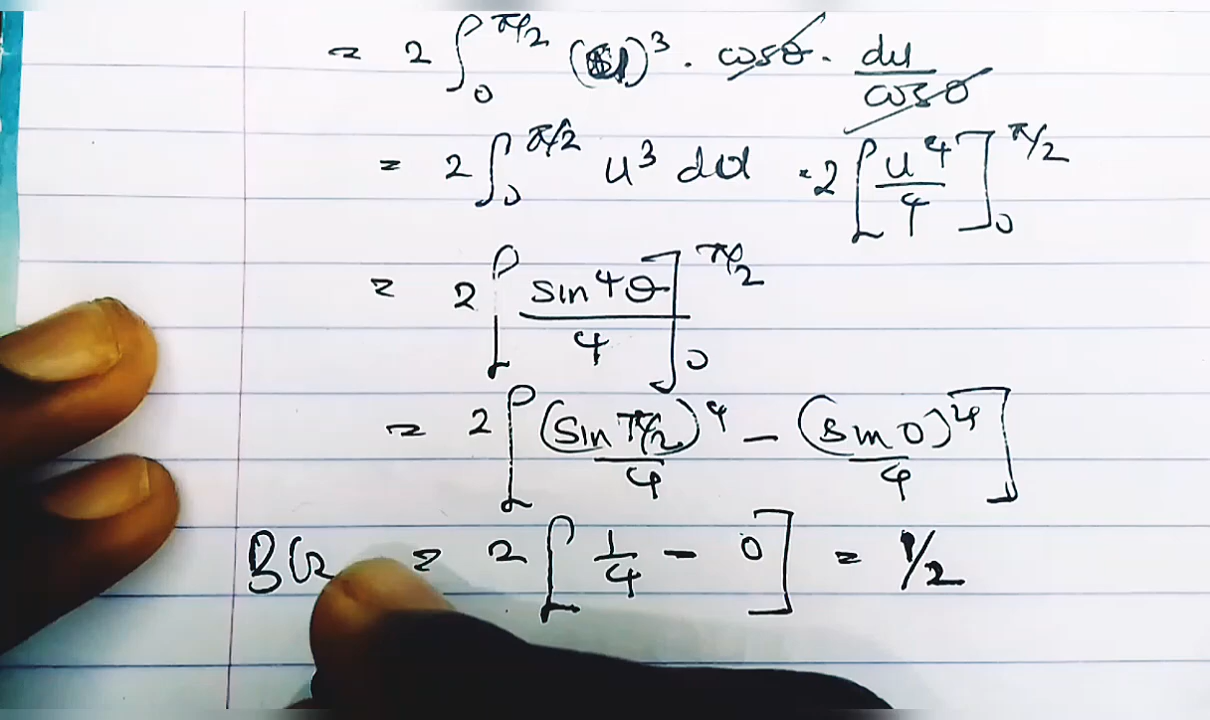 = 2 ∫₀^π/2 (u)³ . cosθ . du/cosθ
= 2 ∫₀^π/2 u³ du = 2 [u⁴/4]₀^π/2
= 2 [sin⁴θ/4]₀^π/2
= 2 [(sin π/2)⁴/4 − (sin 0)⁴/4]
B(2 = 2 [1/4 − 0] = 1/2